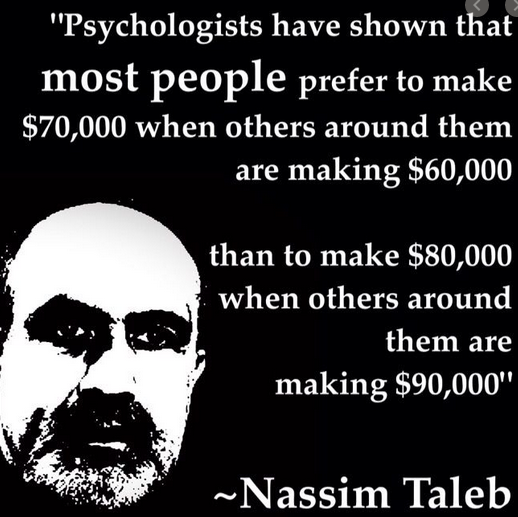 "Psychologists have shown that
most people prefer to make
$70,000 when others around them
are making $60,000
than to make $80,000
when others around
them are
making $90,000"
~Nassim Taleb